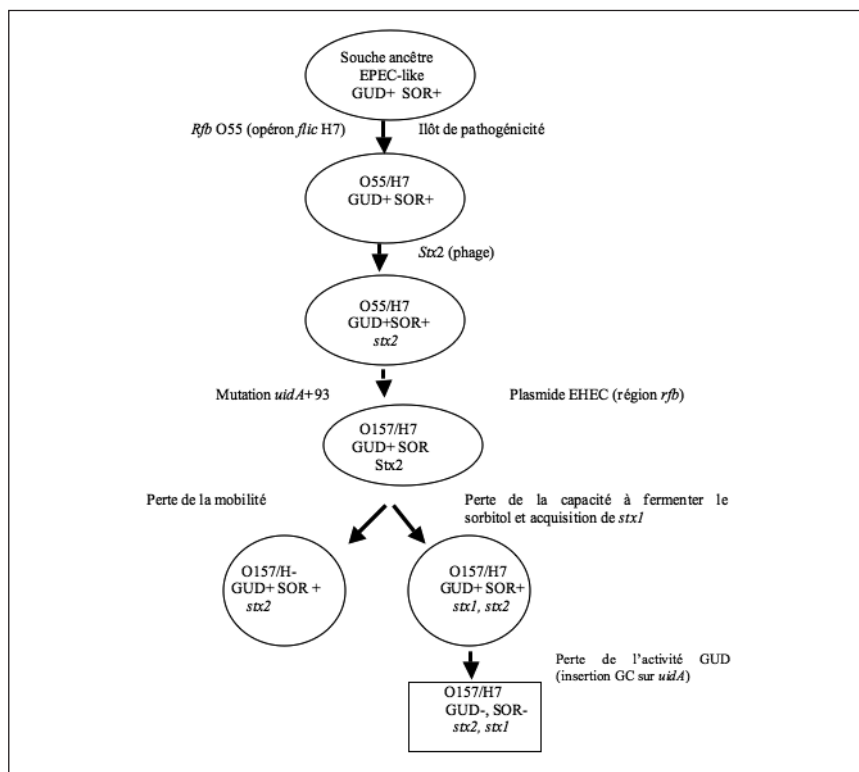 Souche ancêtre
EPEC-like
GUD+ SOR+
Rfb O55 (opéron flic H7)
Ilôt de pathogénicité
O55/H7
GUD+ SOR+
Stx2 (phage)
O55/H7
GUD+SOR+
stx2
Mutation uidA+93
Plasmide EHEC (région rfb)
O157/H7
GUD+ SOR
Stx2
Perte de la mobilité
Perte de la capacité à fermenter le
sorbitol et acquisition de stx1
O157/H-
GUD+ SOR +
stx2
O157/H7
GUD+ SOR+
stx1, stx2
Perte de l’activité GUD
(insertion GC sur uidA)
O157/H7
GUD-, SOR-
stx2, stx1